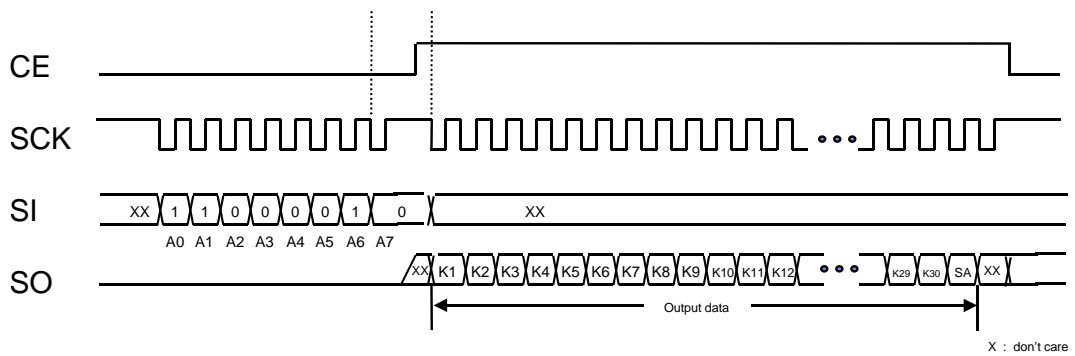 CE
SCK
SI XX 1 1 0 0 0 0 1 0 XX
A0 A1 A2 A3 A4 A5 A6 A7
SO XX K1 K2 K3 K4 K5 K6 K7 K8 K9 K10 K11 K12 K29 K30 SA XX
Output data
X : don't care